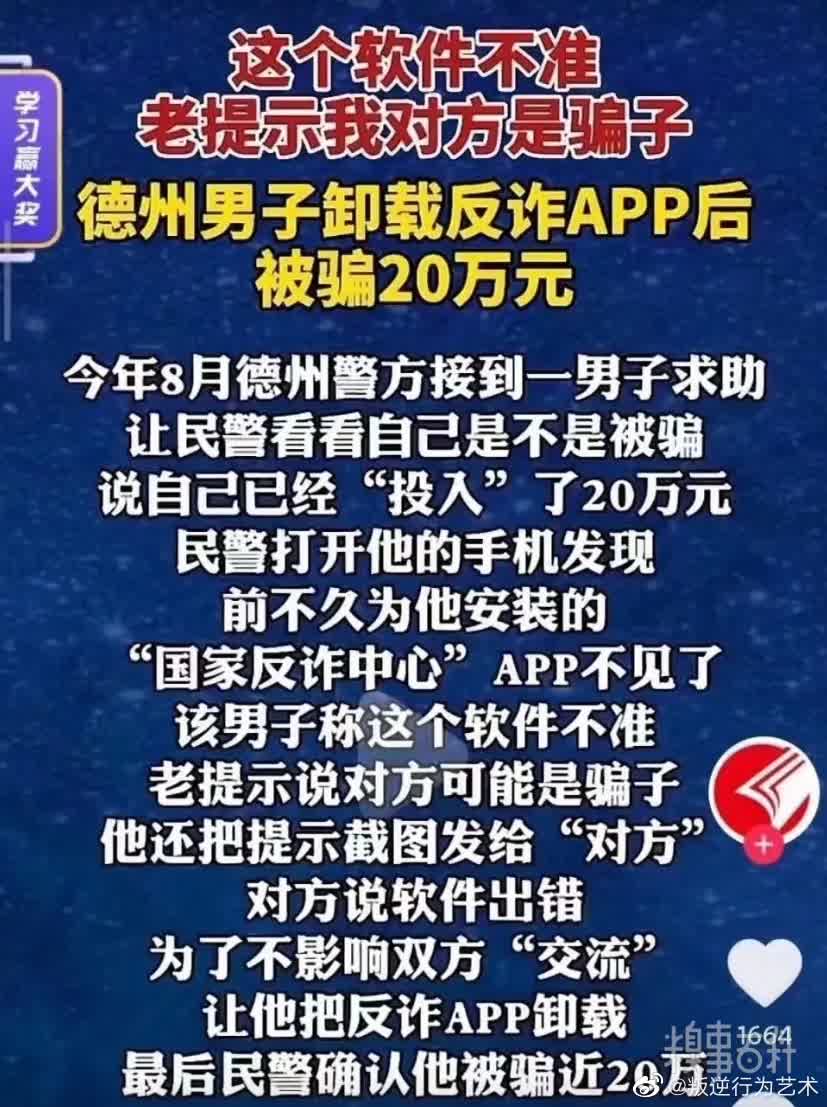 这个软件不准
老提示我对方是骗子
学习赢大奖
德州男子卸载反诈APP后
被骗20万元
今年8月德州警方接到一男子求助
让民警看看自己是不是被骗
说自己已经“投入”了20万元
民警打开他的手机发现
前不久为他安装的
“国家反诈中心”APP不见了
该男子称这个软件不准
老提示说对方可能是骗子
他还把提示截图发给“对方”
对方说软件出错
为了不影响双方“交流”
让他把反诈APP卸载
最后民警确认他被骗近20万
1664
糗事百科
@叛逆行为艺术